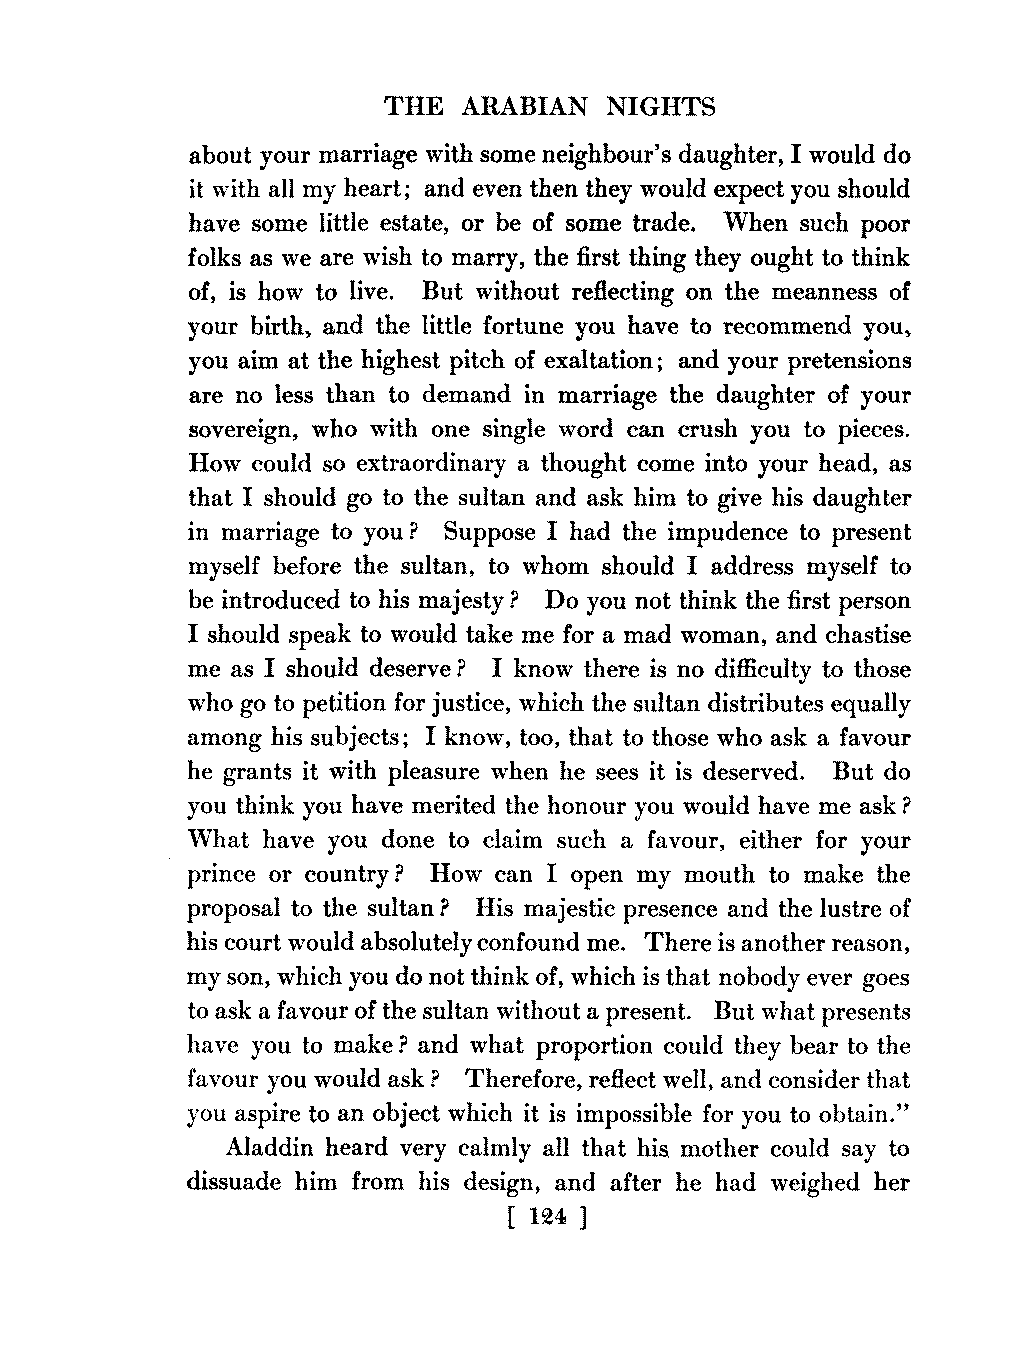 THE ARABIAN NIGHTS
about your marriage with some neighbour's daughter, I would do
it with all my heart; and even then they would expect you should
have some little estate, or be of some trade. When such poor
folks as we are wish to marry, the first thing they ought to think
of, is how to live. But without reflecting on the meanness of
your birth, and the little fortune you have to recommend you,
you aim at the highest pitch of exaltation; and your pretensions
are no less than to demand in marriage the daughter of your
sovereign, who with one single word can crush you to pieces.
How could so extraordinary a thought come into your head, as
that I should go to the sultan and ask him to give his daughter
in marriage to you? Suppose I had the impudence to present
myself before the sultan, to whom should I address myself to
be introduced to his majesty? Do you not think the first person
I should speak to would take me for a mad woman, and chastise
me as I should deserve? I know there is no difficulty to those
who go to petition for justice, which the sultan distributes equally
among his subjects; I know, too, that to those who ask a favour
he grants it with pleasure when he sees it is deserved. But do
you think you have merited the honour you would have me ask?
What have you done to claim such a favour, either for your
prince or country? How can I open my mouth to make the
proposal to the sultan? His majestic presence and the lustre of
his court would absolutely confound me. There is another reason,
my son, which you do not think of, which is that nobody ever goes
to ask a favour of the sultan without a present. But what presents
have you to make? and what proportion could they bear to the
favour you would ask? Therefore, reflect well, and consider that
you aspire to an object which it is impossible for you to obtain."
Aladdin heard very calmly all that his mother could say to
dissuade him from his design, and after he had weighed her
[ 124 ]